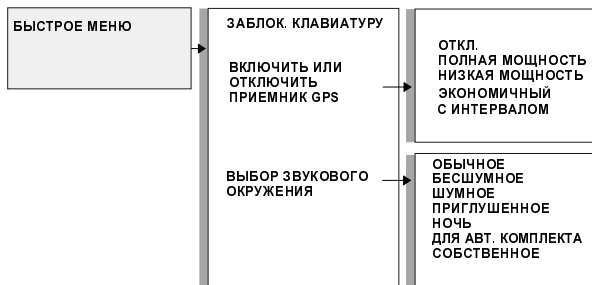 БЫСТРОЕ МЕНЮ
ЗАБЛОК. КЛАВИАТУРУ
ВКЛЮЧИТЬ ИЛИ
ОТКЛЮЧИТЬ
ПРИЕМНИК GPS
ОТКЛ.
ПОЛНАЯ МОЩНОСТЬ
НИЗКАЯ МОЩНОСТЬ
ЭКОНОМИЧНЫЙ
С ИНТЕРВАЛОМ
ВЫБОР ЗВУКОВОГО
ОКРУЖЕНИЯ
ОБЫЧНОЕ
БЕСШУМНОЕ
ШУМНОЕ
ПРИГЛУШЕННОЕ
НОЧЬ
ДЛЯ АВТ. КОМПЛЕКТА
СОБСТВЕННОЕ